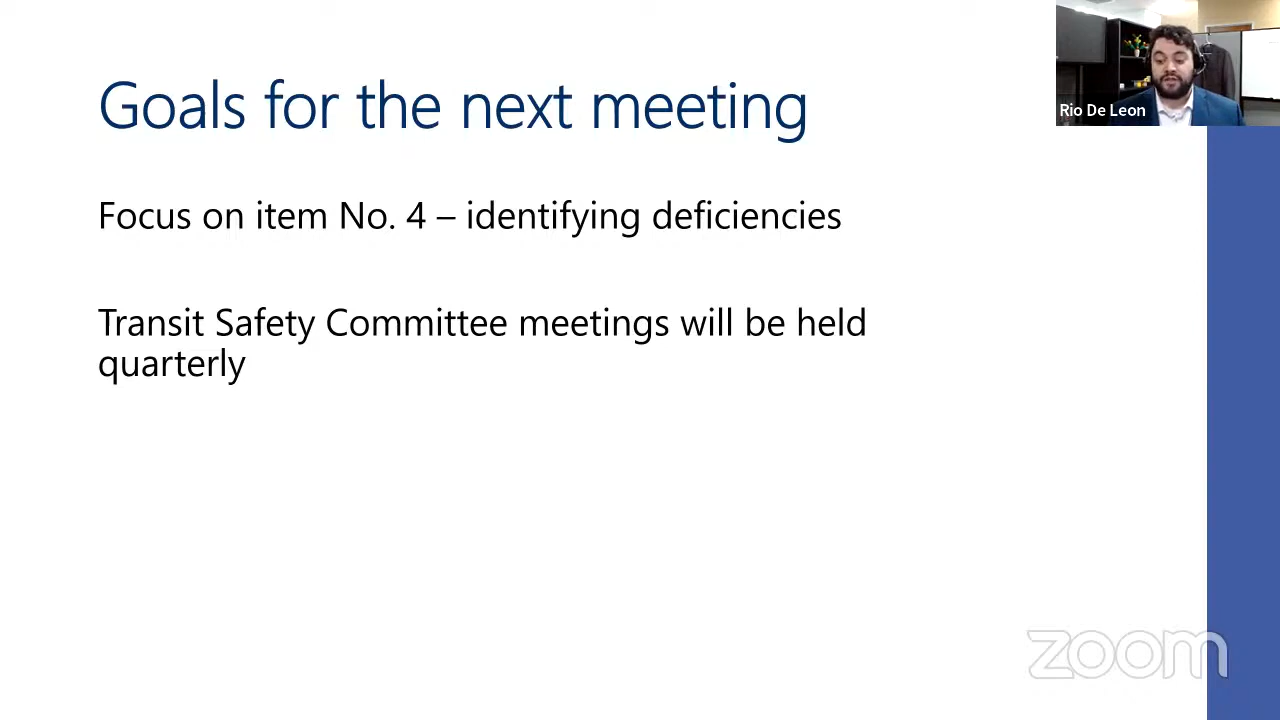 Goals for the next meeting
Rio De Leon
Focus on item No. 4 – identifying deficiencies
Transit Safety Committee meetings will be held
quarterly
zoom